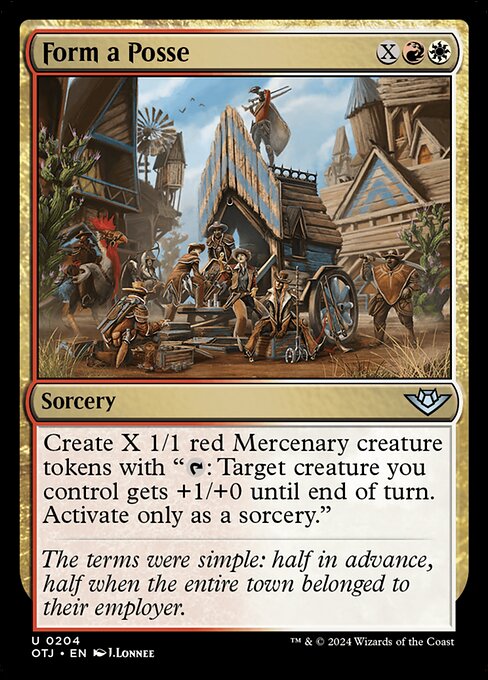 Form a Posse X
Sorcery
Create X 1/1 red Mercenary creature
tokens with “: Target creature you
control gets +1/+0 until end of turn.
Activate only as a sorcery.”
The terms were simple: half in advance,
half when the entire town belonged to
their employer.
U 0204
OTJ • EN J.LONNEE
™ & © 2024 Wizards of the Coast